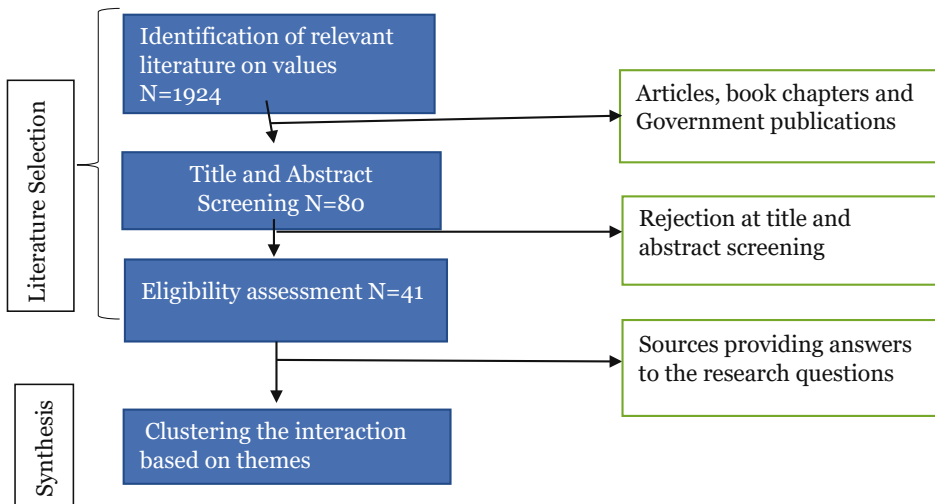 Literature Selection
Identification of relevant
literature on values
N=1924
Articles, book chapters and
Government publications
Title and Abstract
Screening N=80
Rejection at title and
abstract screening
Eligibility assessment N=41
Sources providing answers
to the research questions
Synthesis
Clustering the interaction
based on themes